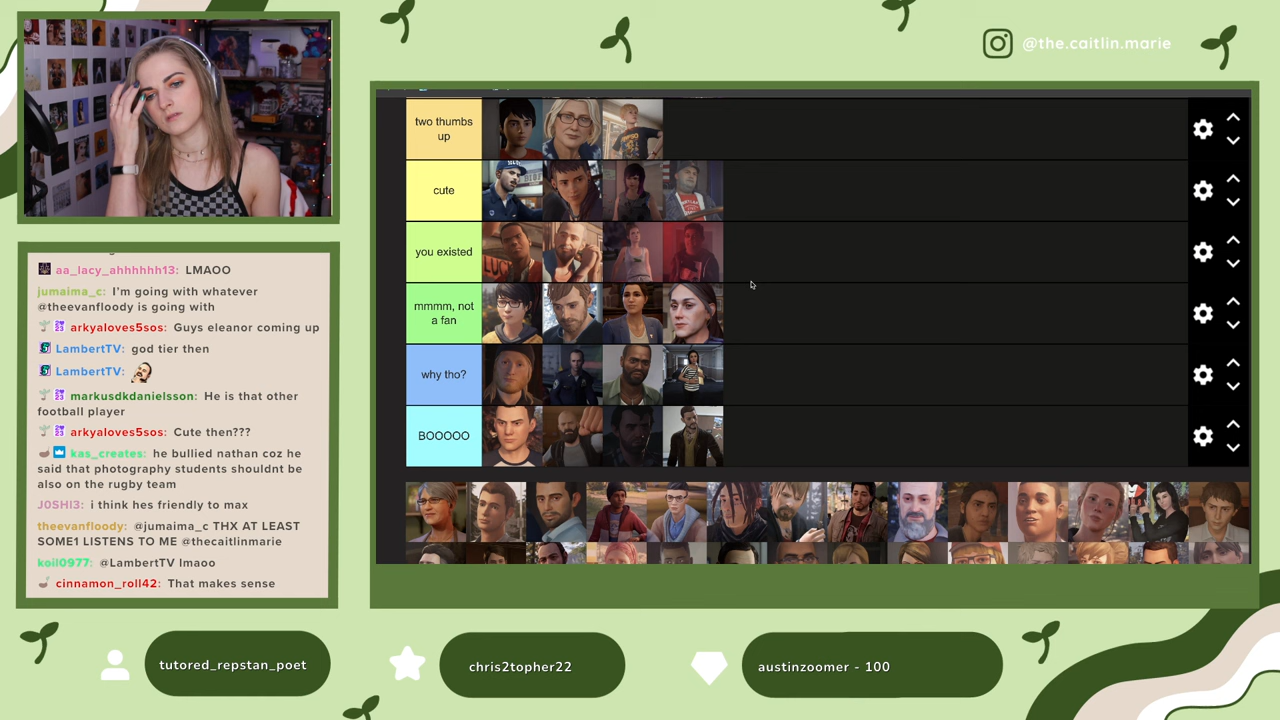 @the.caitlin.marie
aa_lacy_ahhhhhh13: LMAOO
jumaima_c: I'm going with whatever
@theevanfloody is going with
arkyaloves5sos: Guys eleanor coming up
LambertTV: god tier then
LambertTV:
markusdkdanielsson: He is that other
football player
arkyaloves5sos: Cute then???
kas_creates: he bullied nathan coz he
said that photography students shouldnt be
also on the rugby team
J0SHI3: i think hes friendly to max
theevanfloody: @jumaima_c THX AT LEAST
SOME1 LISTENS TO ME @thecaitlinmarie
koil0977: @LambertTV lmaoo
cinnamon_roll42: That makes sense
two thumbs
up
cute
you existed
mmmm, not
a fan
why tho?
BOOOOO
tutored_repstan_poet
chris2topher22
austinzoomer - 100